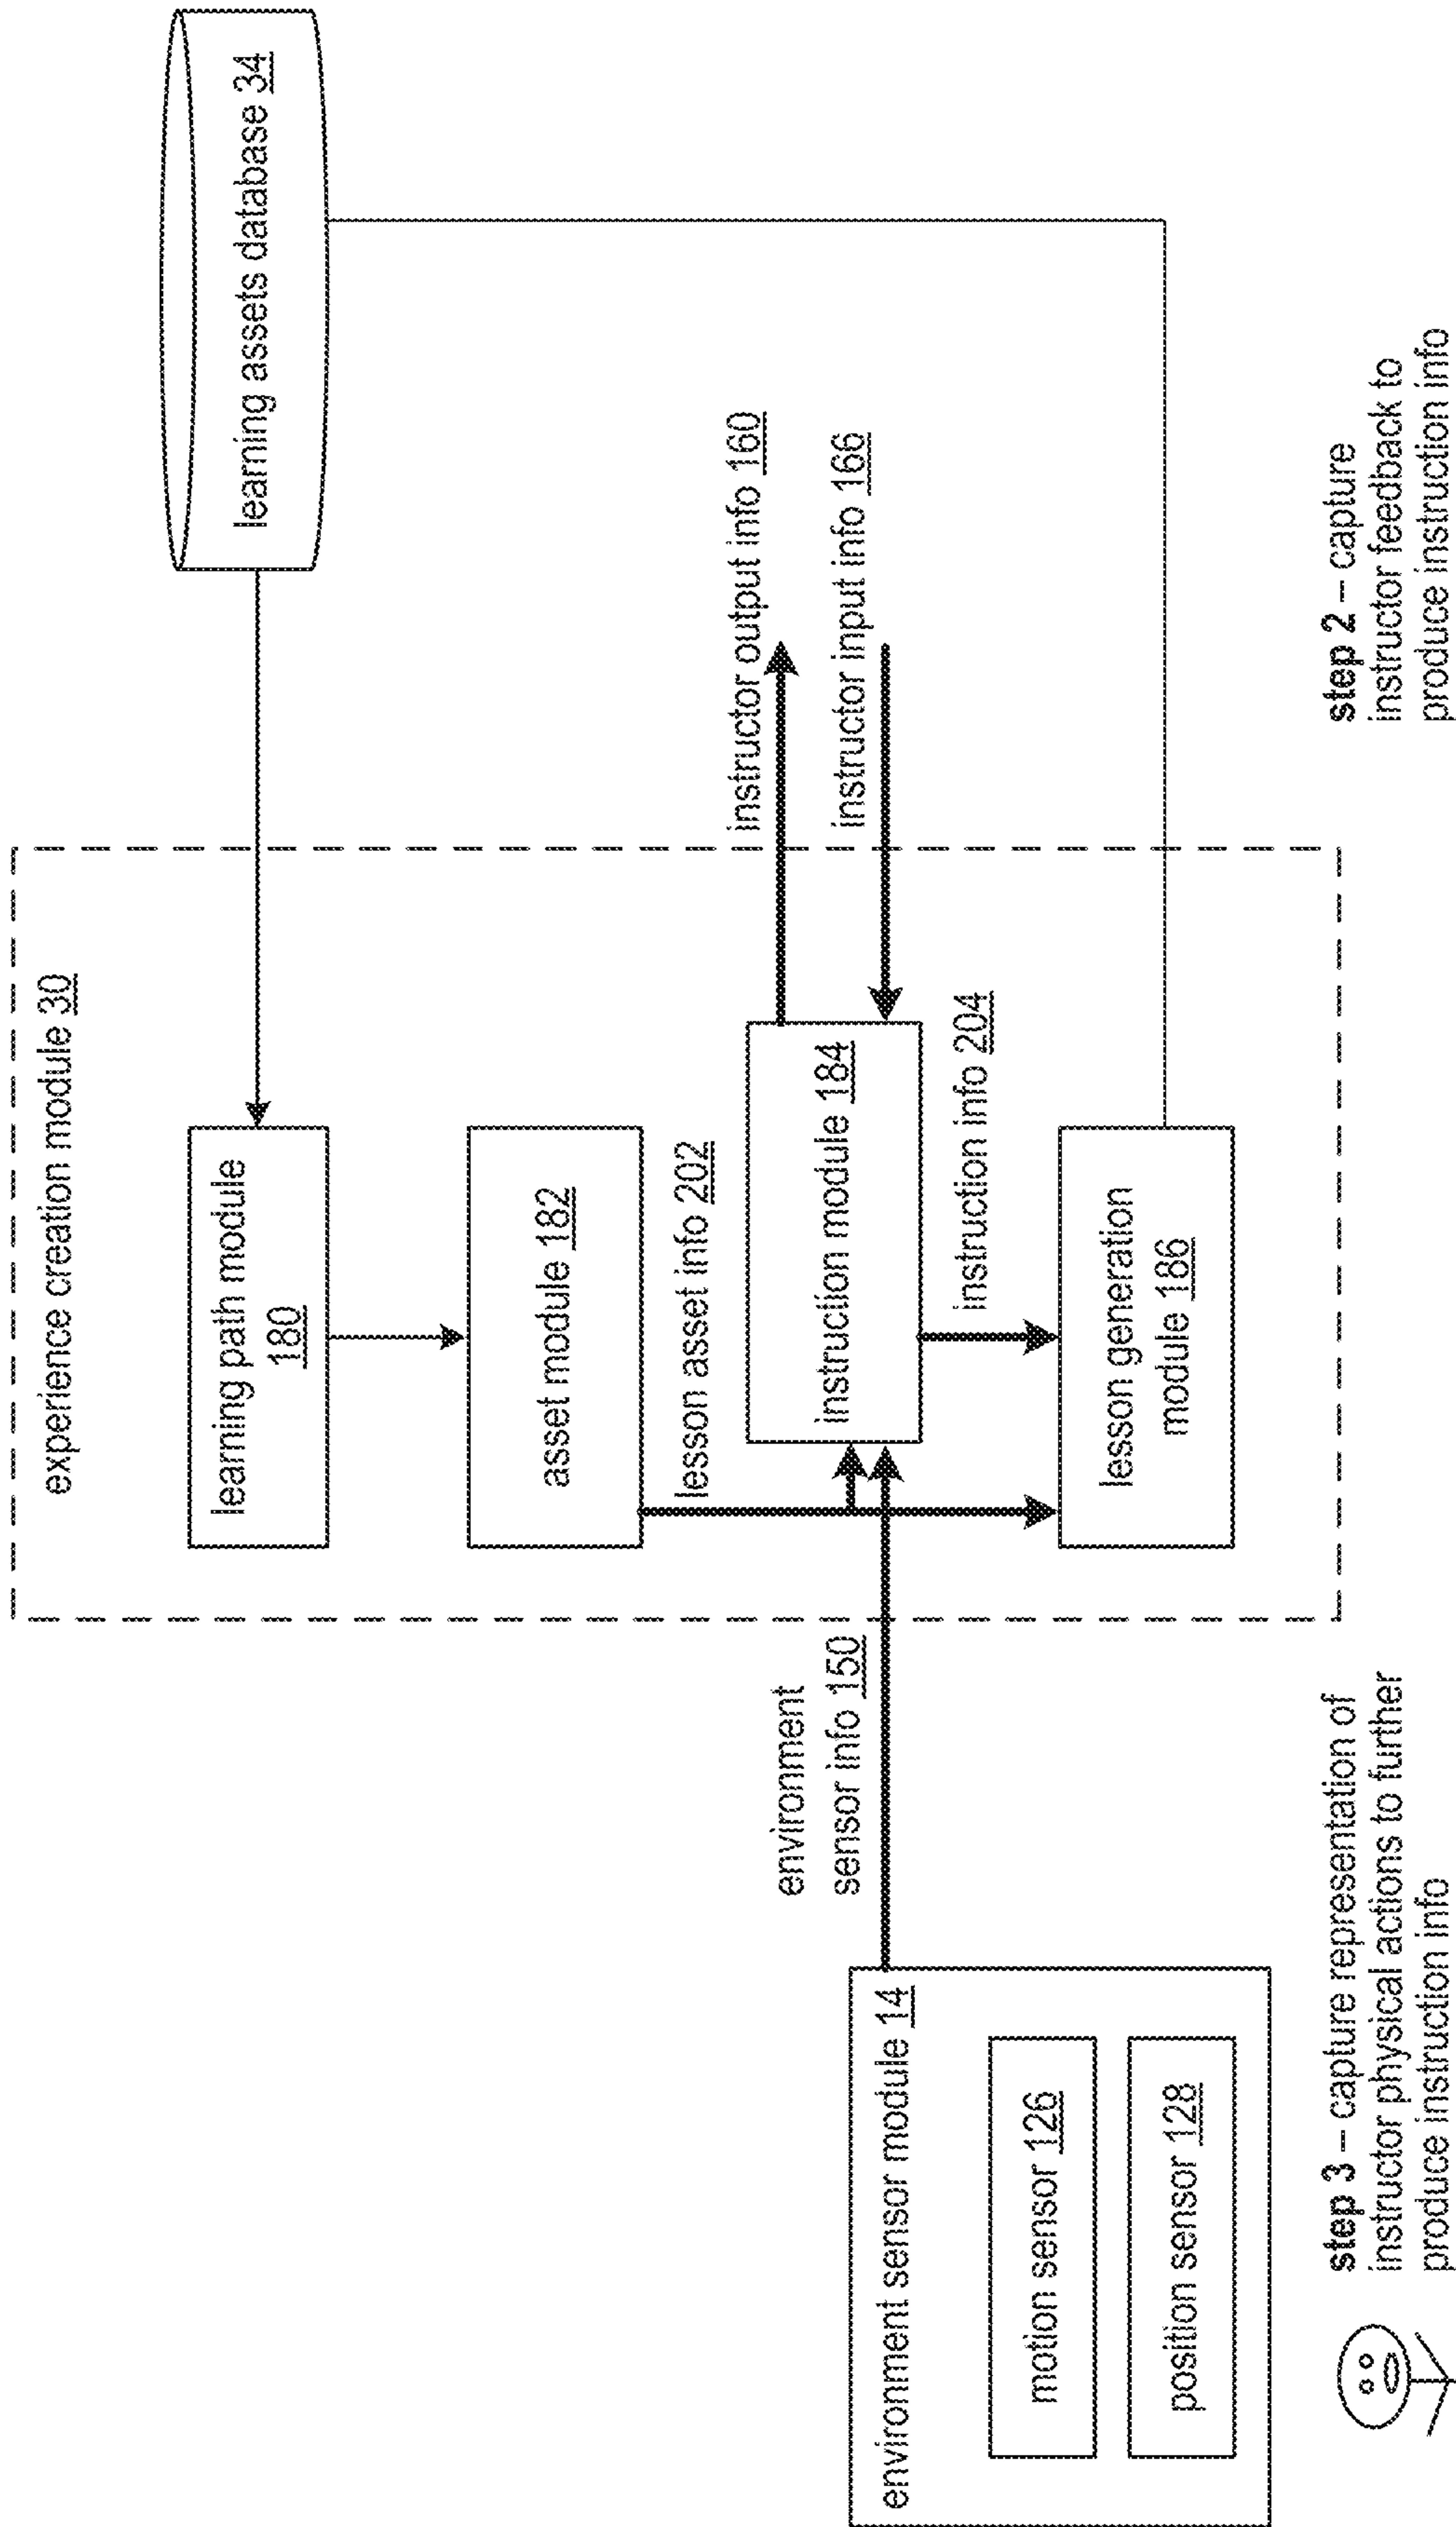 experience creation module 30
learning assets database 34
learning path module
180
asset module 182
lesson asset info 202
instructor output info 160
environment
sensor info 150
instruction module 184
instructor input info 166
environment sensor module 14
instruction info 204
motion sensor 126
lesson generation
module 186
position sensor 128
step 3 – capture representation of
instructor physical actions to further
produce instruction info
step 2 – capture
instructor feedback to
produce instruction info